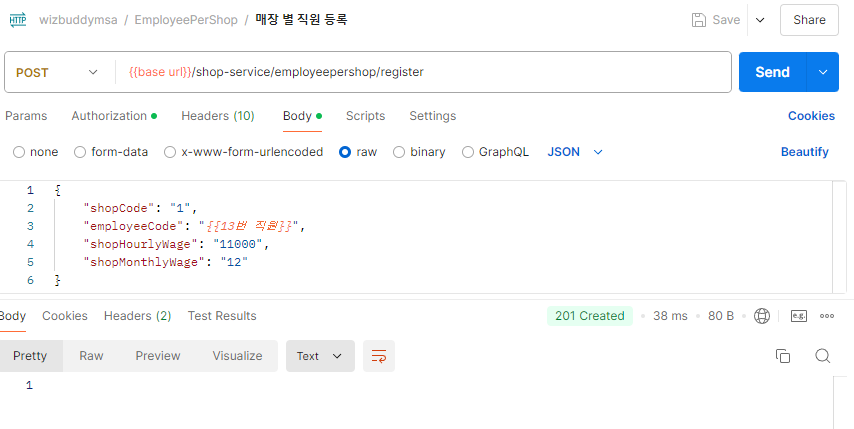 HTTP wizbuddymsa / EmployeePerShop / 매장 별 직원 등록 Save Share
POST {{base url}}/shop-service/employeepershop/register Send
Params Authorization Headers (10) Body Scripts Settings Cookies
none form-data x-www-form-urlencoded raw binary GraphQL JSON Beautify
1 {
2 "shopCode": "1",
3 "employeeCode": "{{13번 직원}}",
4 "shopHourlyWage": "11000",
5 "shopMonthlyWage": "12"
6 }
Body Cookies Headers (2) Test Results 201 Created 38 ms 80 B e.g.
Pretty Raw Preview Visualize Text
1